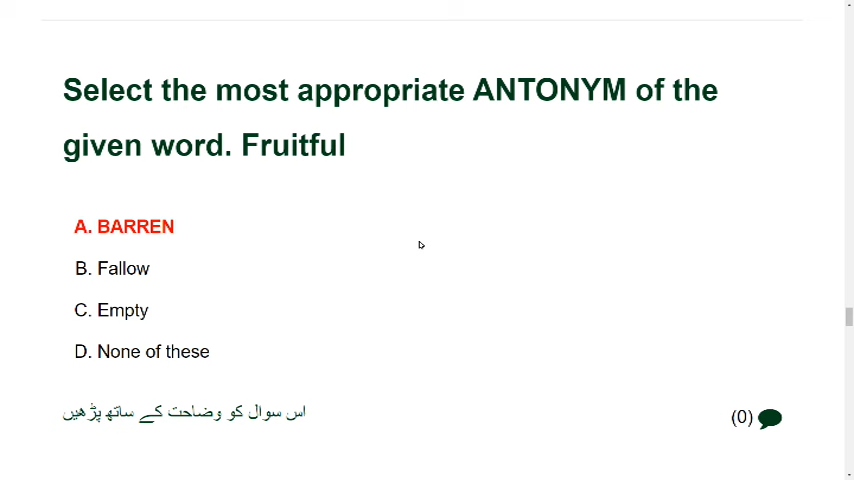 Select the most appropriate ANTONYM of the
given word. Fruitful
A. BARREN
B. Fallow
C. Empty
D. None of these
اس سوال کو وضاحت کے ساتھ پڑھیں
(0)